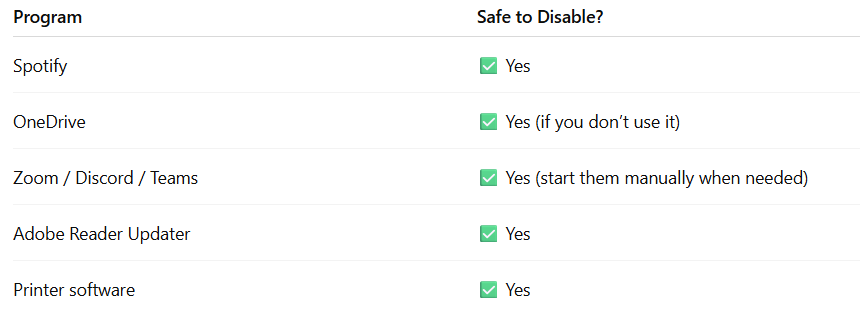 Program Safe to Disable?
Spotify ✅ Yes
OneDrive ✅ Yes (if you don’t use it)
Zoom / Discord / Teams ✅ Yes (start them manually when needed)
Adobe Reader Updater ✅ Yes
Printer software ✅ Yes